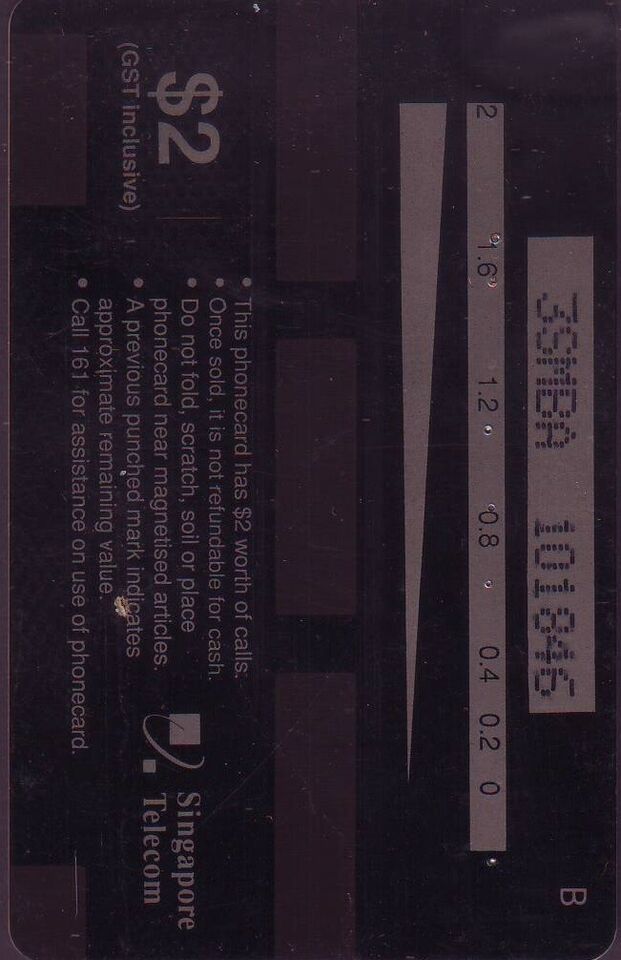 B
3SMBA 101846
2 1.6 1.2 0.8 0.4 0.2 0
$2
(GST inclusive)
• This phonecard has $2 worth of calls.
• Once sold, it is not refundable for cash.
• Do not fold, scratch, soil or place
phonecard near magnetised articles.
• A previous punched mark indicates
approximate remaining value.
• Call 161 for assistance on use of phonecard.
Singapore
Telecom